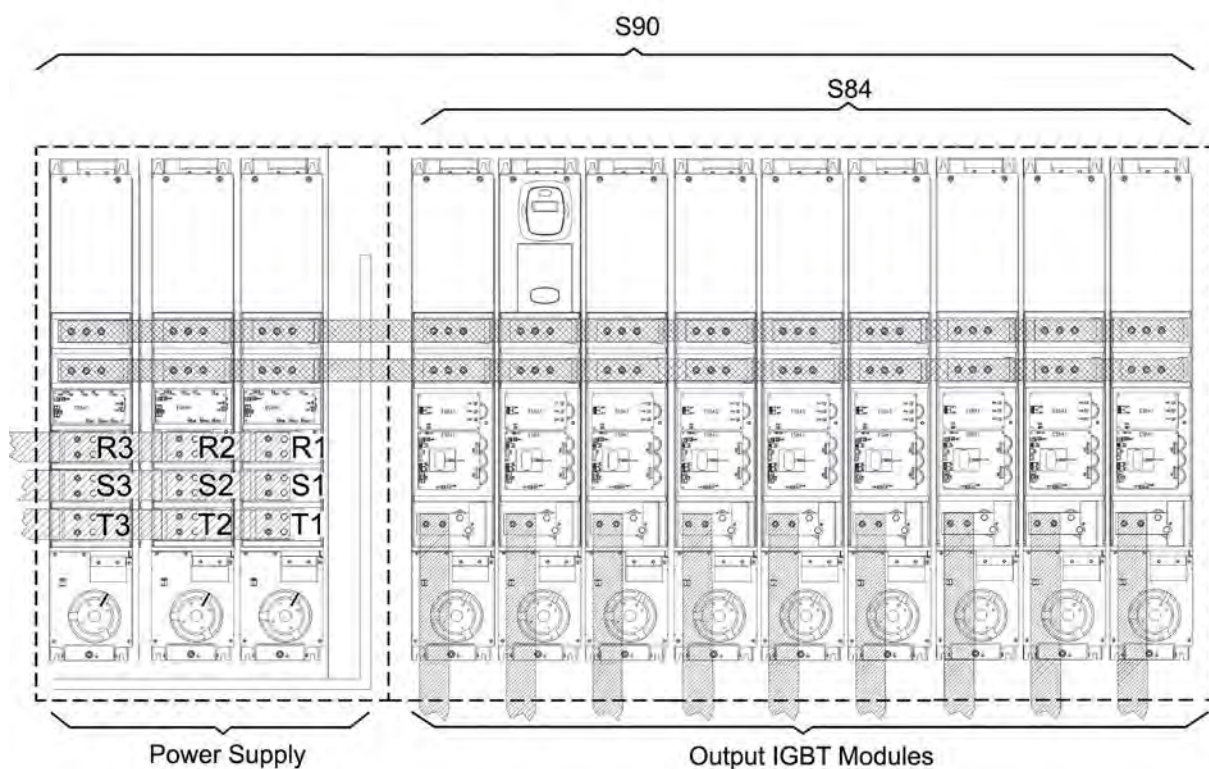 S90
S84
R3 R2 R1
S3 S2 S1
T3 T2 T1
Power Supply
Output IGBT Modules